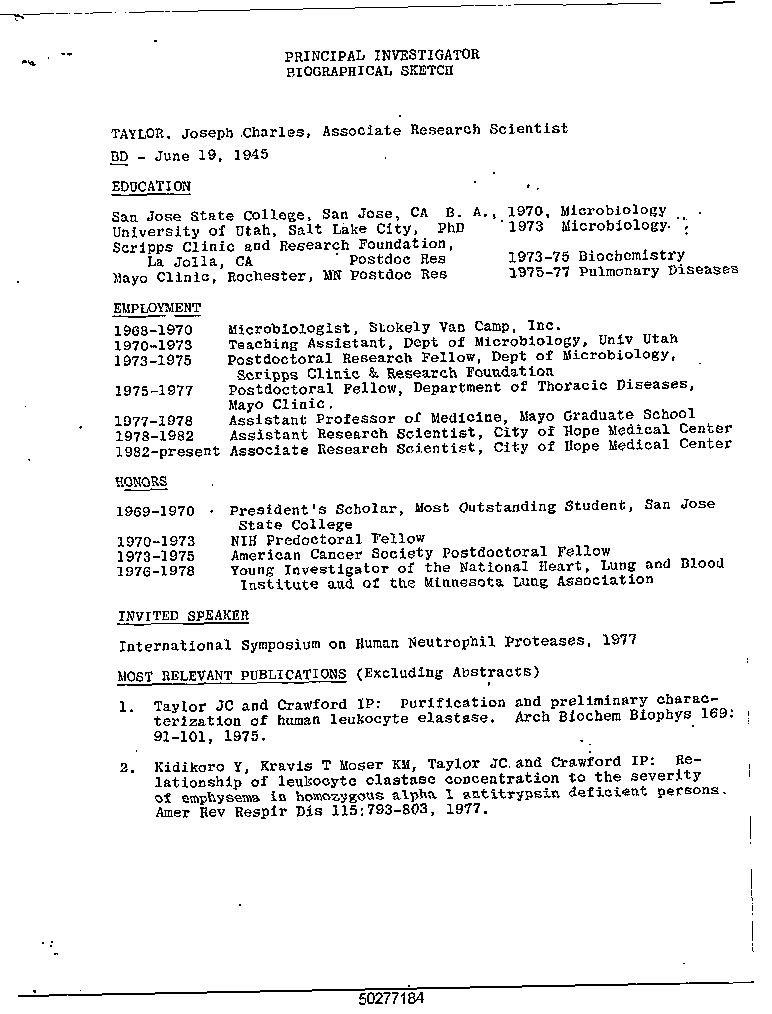 PRINCIPAL INVESTIGATOR
BIOGRAPHICAL SKETCH
TAYLOR. Joseph Charles, Associate Research Scientist
BD - June 19, 1945
EDUCATION
San Jose State College, San Jose, CA B. A., 1970, Microbiology
University of Utah, Salt Lake City, PhD 1973 Microbiology
Scripps Clinic and Research Foundation,
La Jolla, CA Postdoc Res 1973-75 Biochemistry
Mayo Clinic, Rochester, MN Postdoc Res 1975-77 Pulmonary Diseases
EMPLOYMENT
1968-1970 Microbiologist, Stokely Van Camp, Inc.
1970-1973 Teaching Assistant, Dept of Microbiology, Univ Utah
1973-1975 Postdoctoral Research Fellow, Dept of Microbiology,
Scripps Clinic & Research Foundation
1975-1977 Postdoctoral Fellow, Department of Thoracic Diseases,
Mayo Clinic.
1977-1978 Assistant Professor of Medicine, Mayo Graduate School
1978-1982 Assistant Research Scientist, City of Hope Medical Center
1982-present Associate Research Scientist, City of Hope Medical Center
HONORS
1969-1970 President's Scholar, Most Outstanding Student, San Jose
State College
1970-1973 NIH Predoctoral Fellow
1973-1975 American Cancer Society Postdoctoral Fellow
1976-1978 Young Investigator of the National Heart, Lung and Blood
Institute and of the Minnesota Lung Association
INVITED SPEAKER
International Symposium on Human Neutrophil Proteases, 1977
MOST RELEVANT PUBLICATIONS (Excluding Abstracts)
1. Taylor JC and Crawford IP: Purification and preliminary charac-
terization of human leukocyte elastase. Arch Biochem Biophys 169:
91-101, 1975.
2. Kidikoro Y, Kravis T Moser KM, Taylor JC and Crawford IP: Re-
lationship of leukocyte elastase concentration to the severity
of emphysema in homozygous alpha 1 antitrypsin deficient persons.
Amer Rev Respir Dis 115:793-803, 1977.
50277184